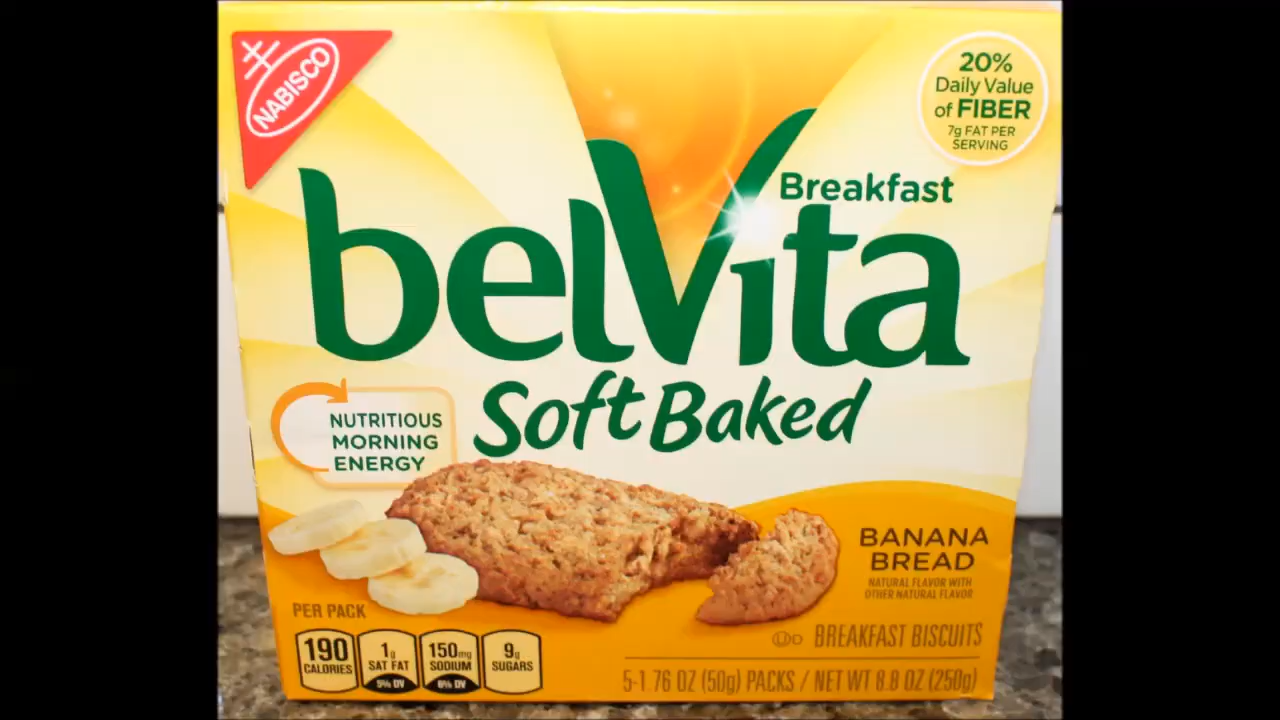 NABISCO
20%
Daily Value
of FIBER
7g FAT PER
SERVING
Breakfast
belVita
Soft Baked
NUTRITIOUS
MORNING
ENERGY
BANANA
BREAD
NATURAL FLAVOR WITH
OTHER NATURAL FLAVOR
PER PACK
190
CALORIES
1g
SAT FAT
5% DV
150mg
SODIUM
6% DV
9g
SUGARS
U D BREAKFAST BISCUITS
5-1.76 OZ (50g) PACKS / NET WT 8.8 OZ (250g)